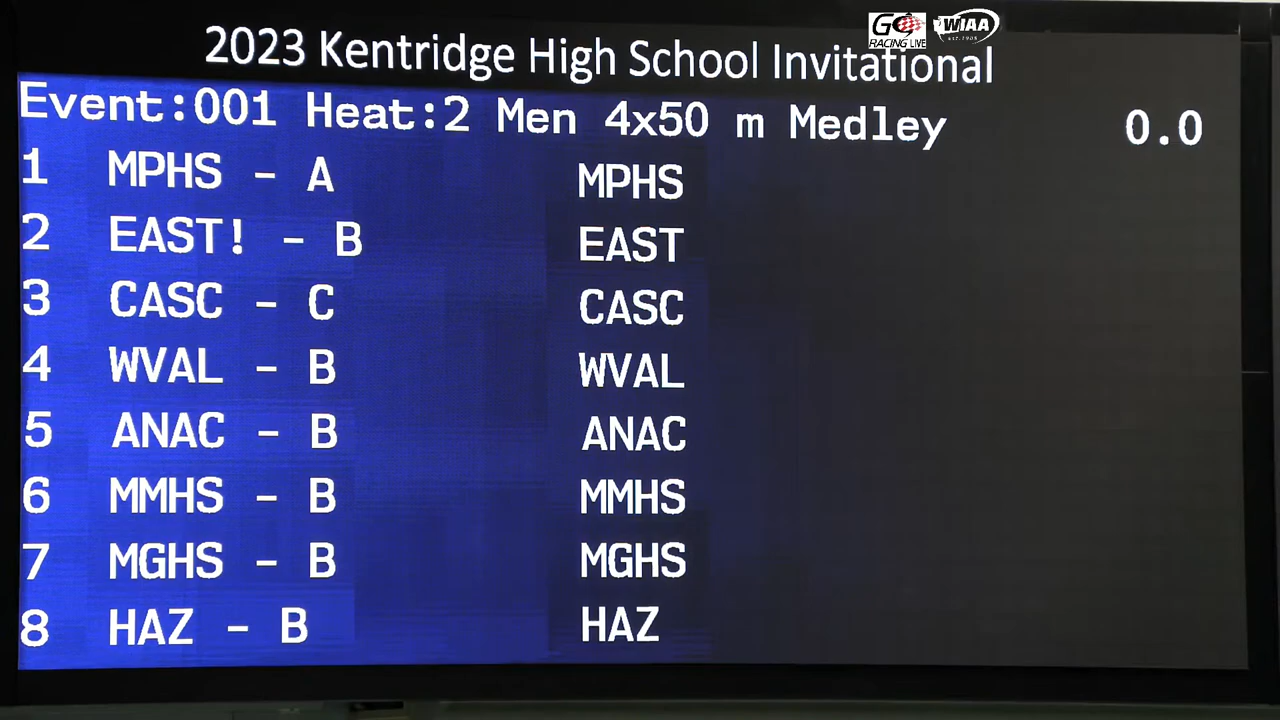 GO
RACING LIVE
WIAA
EST. 1905
2023 Kentridge High School Invitational
Event:001 Heat:2 Men 4x50 m Medley 0.0
1 MPHS - A MPHS
2 EAST! - B EAST
3 CASC - C CASC
4 WVAL - B WVAL
5 ANAC - B ANAC
6 MMHS - B MMHS
7 MGHS - B MGHS
8 HAZ - B HAZ